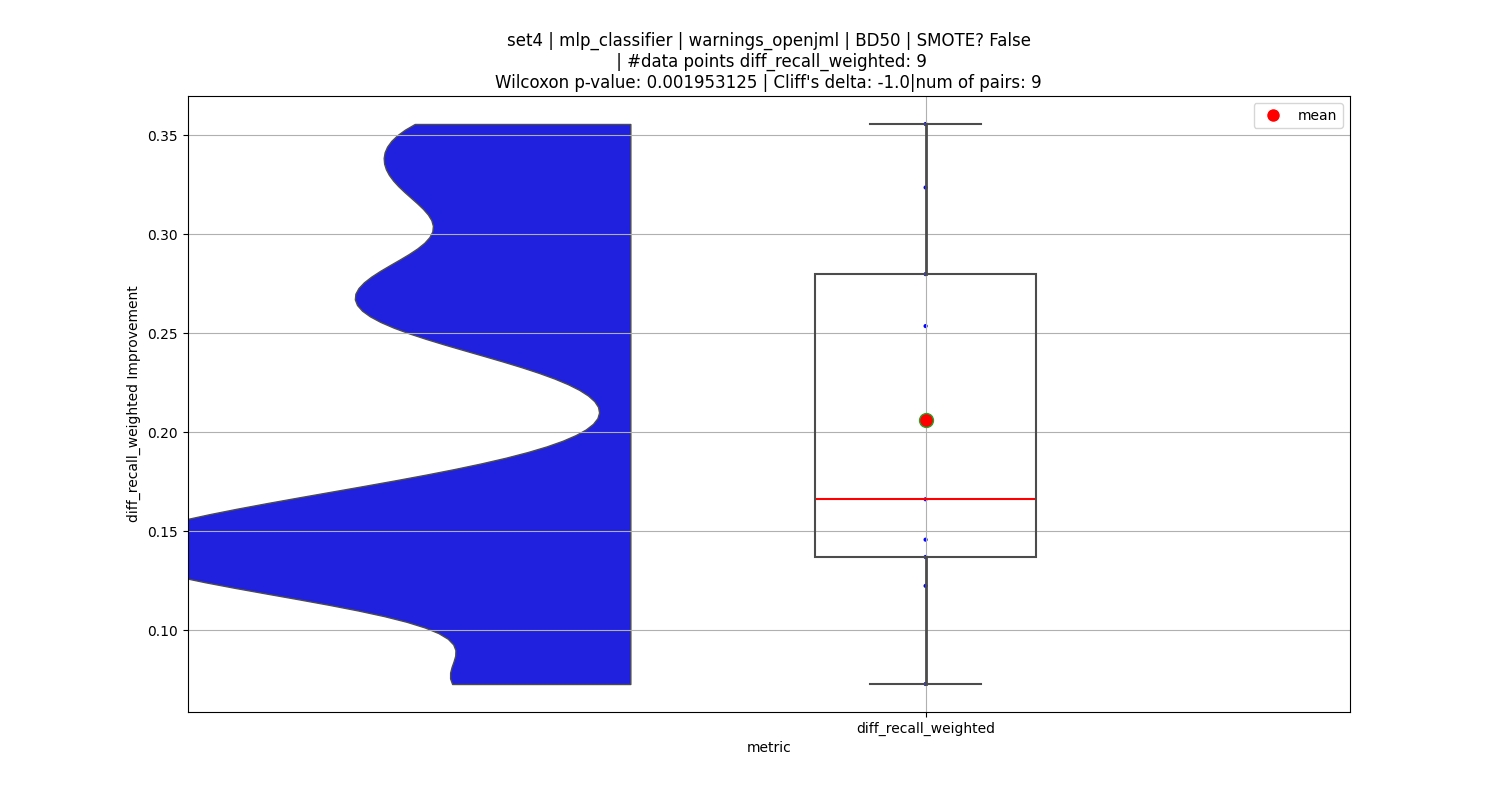 set4 | mlp_classifier | warnings_openjml | BD50 | SMOTE? False
| #data points diff_recall_weighted: 9
Wilcoxon p-value: 0.001953125 | Cliff's delta: -1.0|num of pairs: 9
mean
0.35
0.30
0.25
0.20
0.15
0.10
diff_recall_weighted Improvement
diff_recall_weighted
metric